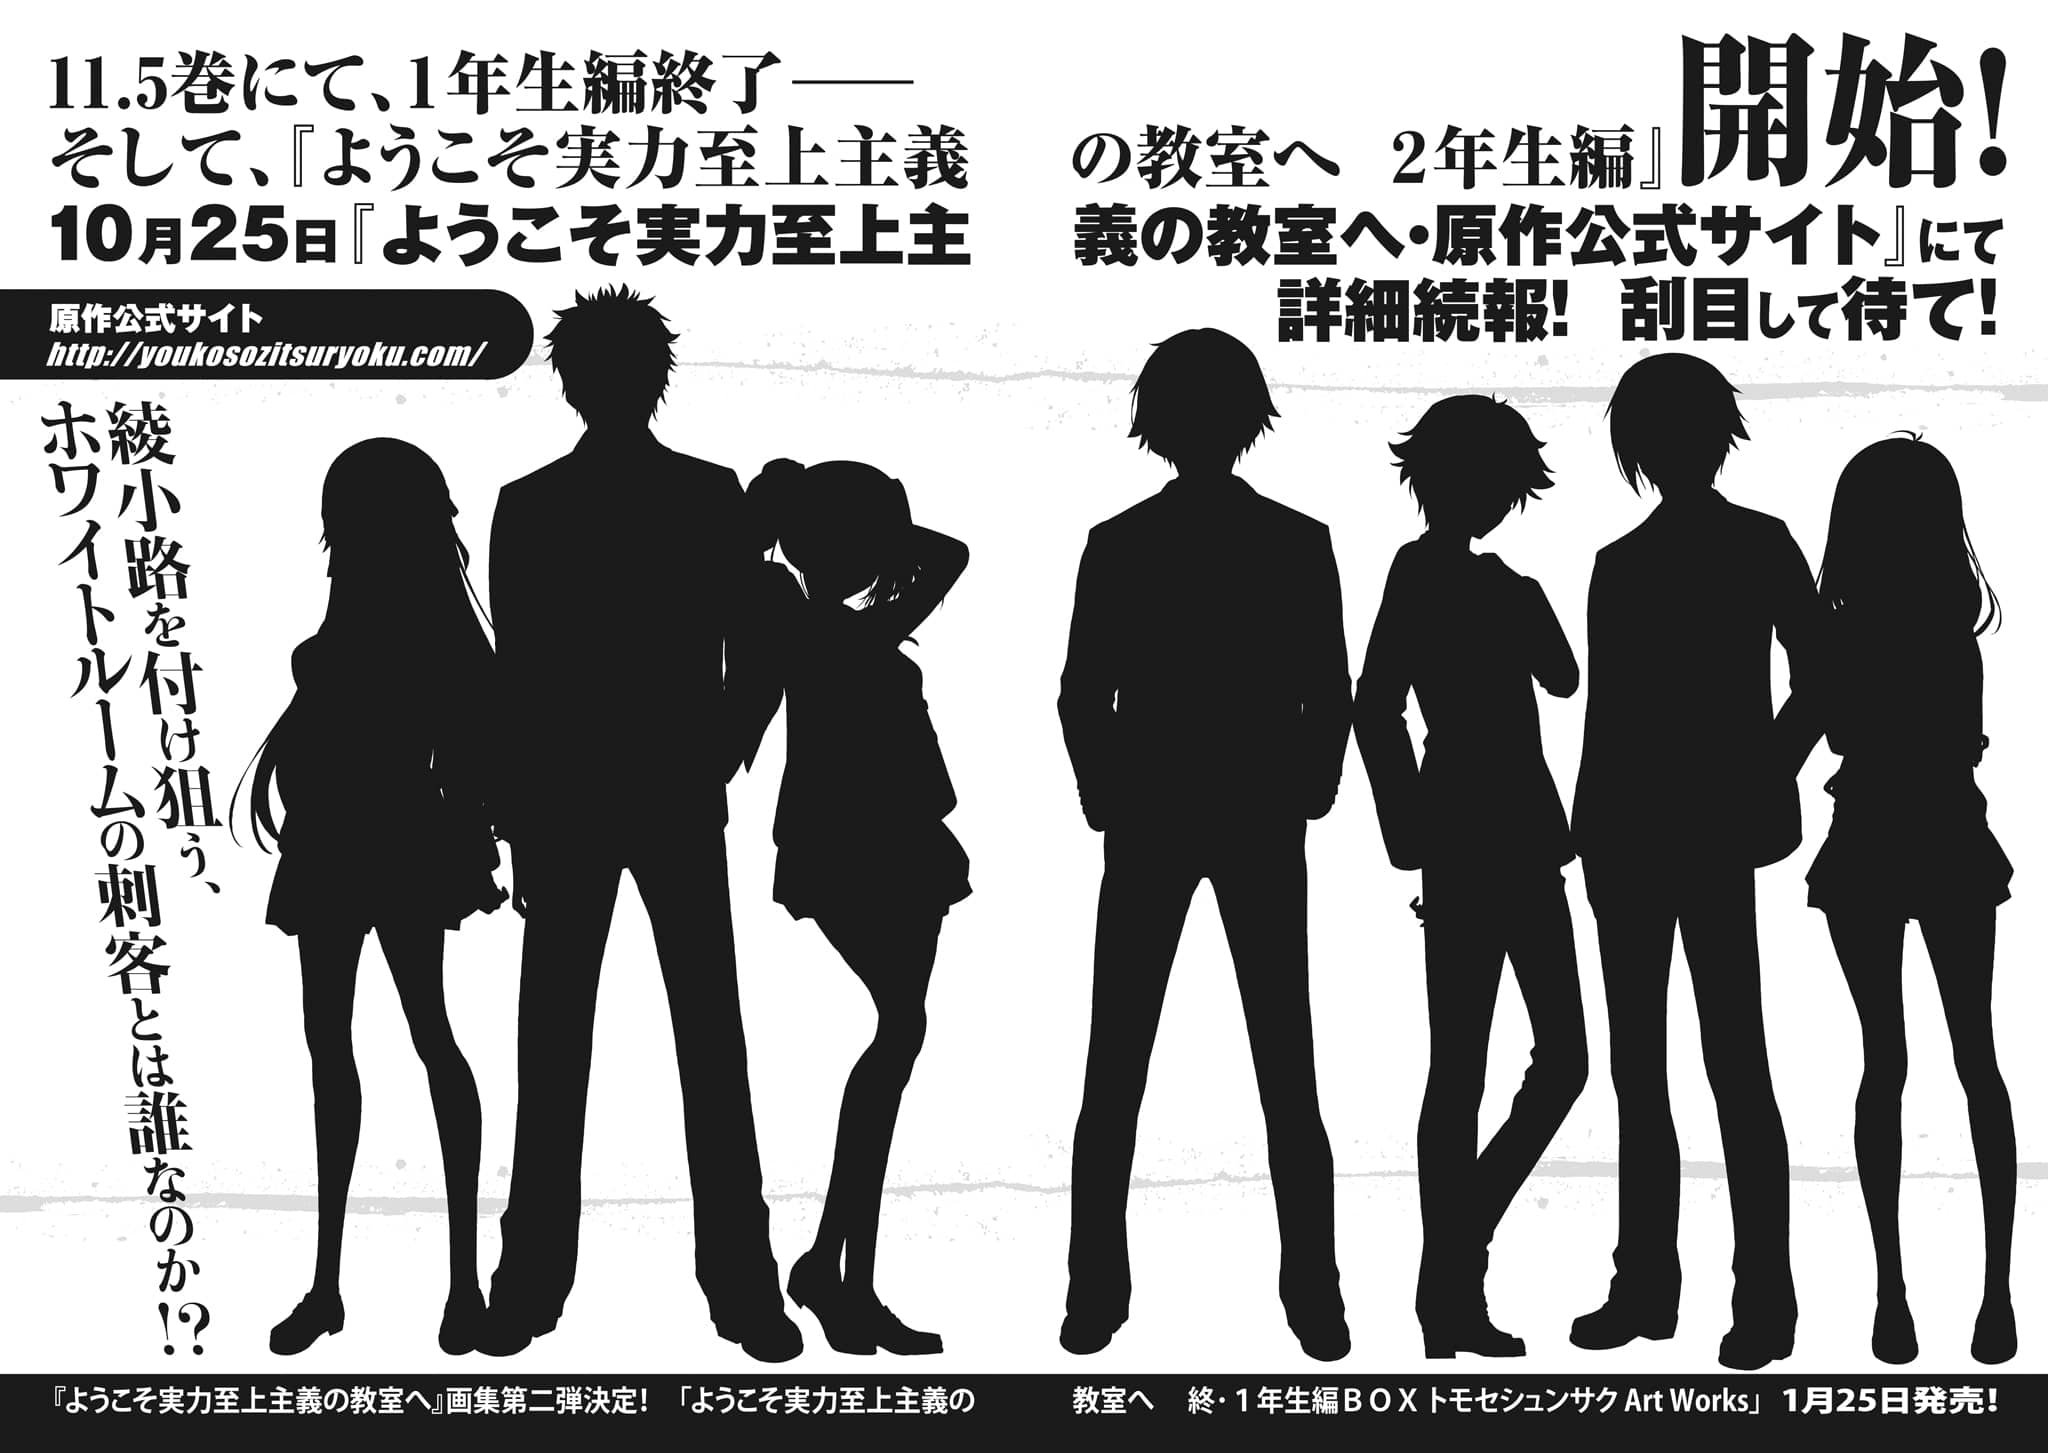 11.5巻にて、1年生編終了――
そして、『ようこそ実力至上主義の教室へ　2年生編』開始!
10月25日『ようこそ実力至上主義の教室へ・原作公式サイト』にて
詳細続報!　刮目して待て!
原作公式サイト
http://youkosozitsuryoku.com/
綾小路を付け狙う、
ホワイトルームの刺客とは誰なのか!?
『ようこそ実力至上主義の教室へ』画集第二弾決定!　「ようこそ実力至上主義の教室へ　終・1年生編BOX トモセシュンサク Art Works」　1月25日発売!